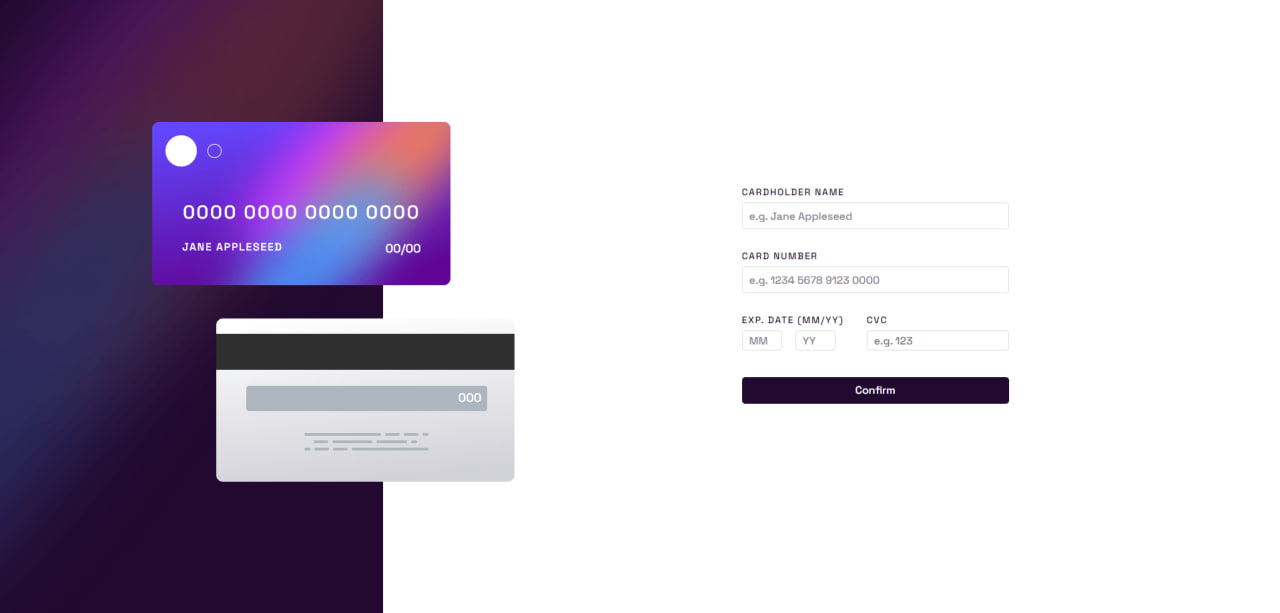 0000 0000 0000 0000
JANE APPLESEED 00/00
000
CARDHOLDER NAME
e.g. Jane Appleseed
CARD NUMBER
e.g. 1234 5678 9123 0000
EXP. DATE (MM/YY) CVC
MM YY e.g. 123
Confirm